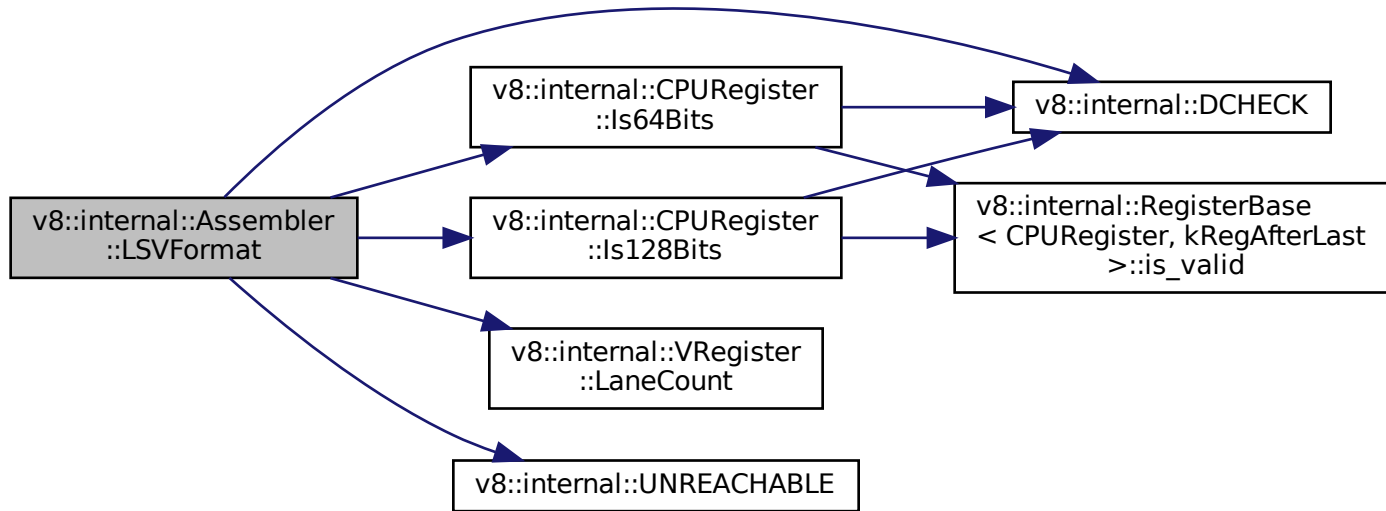 v8::internal::Assembler
::LSVFormat
v8::internal::CPURegister
::Is64Bits
v8::internal::CPURegister
::Is128Bits
v8::internal::VRegister
::LaneCount
v8::internal::UNREACHABLE
v8::internal::DCHECK
v8::internal::RegisterBase
< CPURegister, kRegAfterLast
>::is_valid